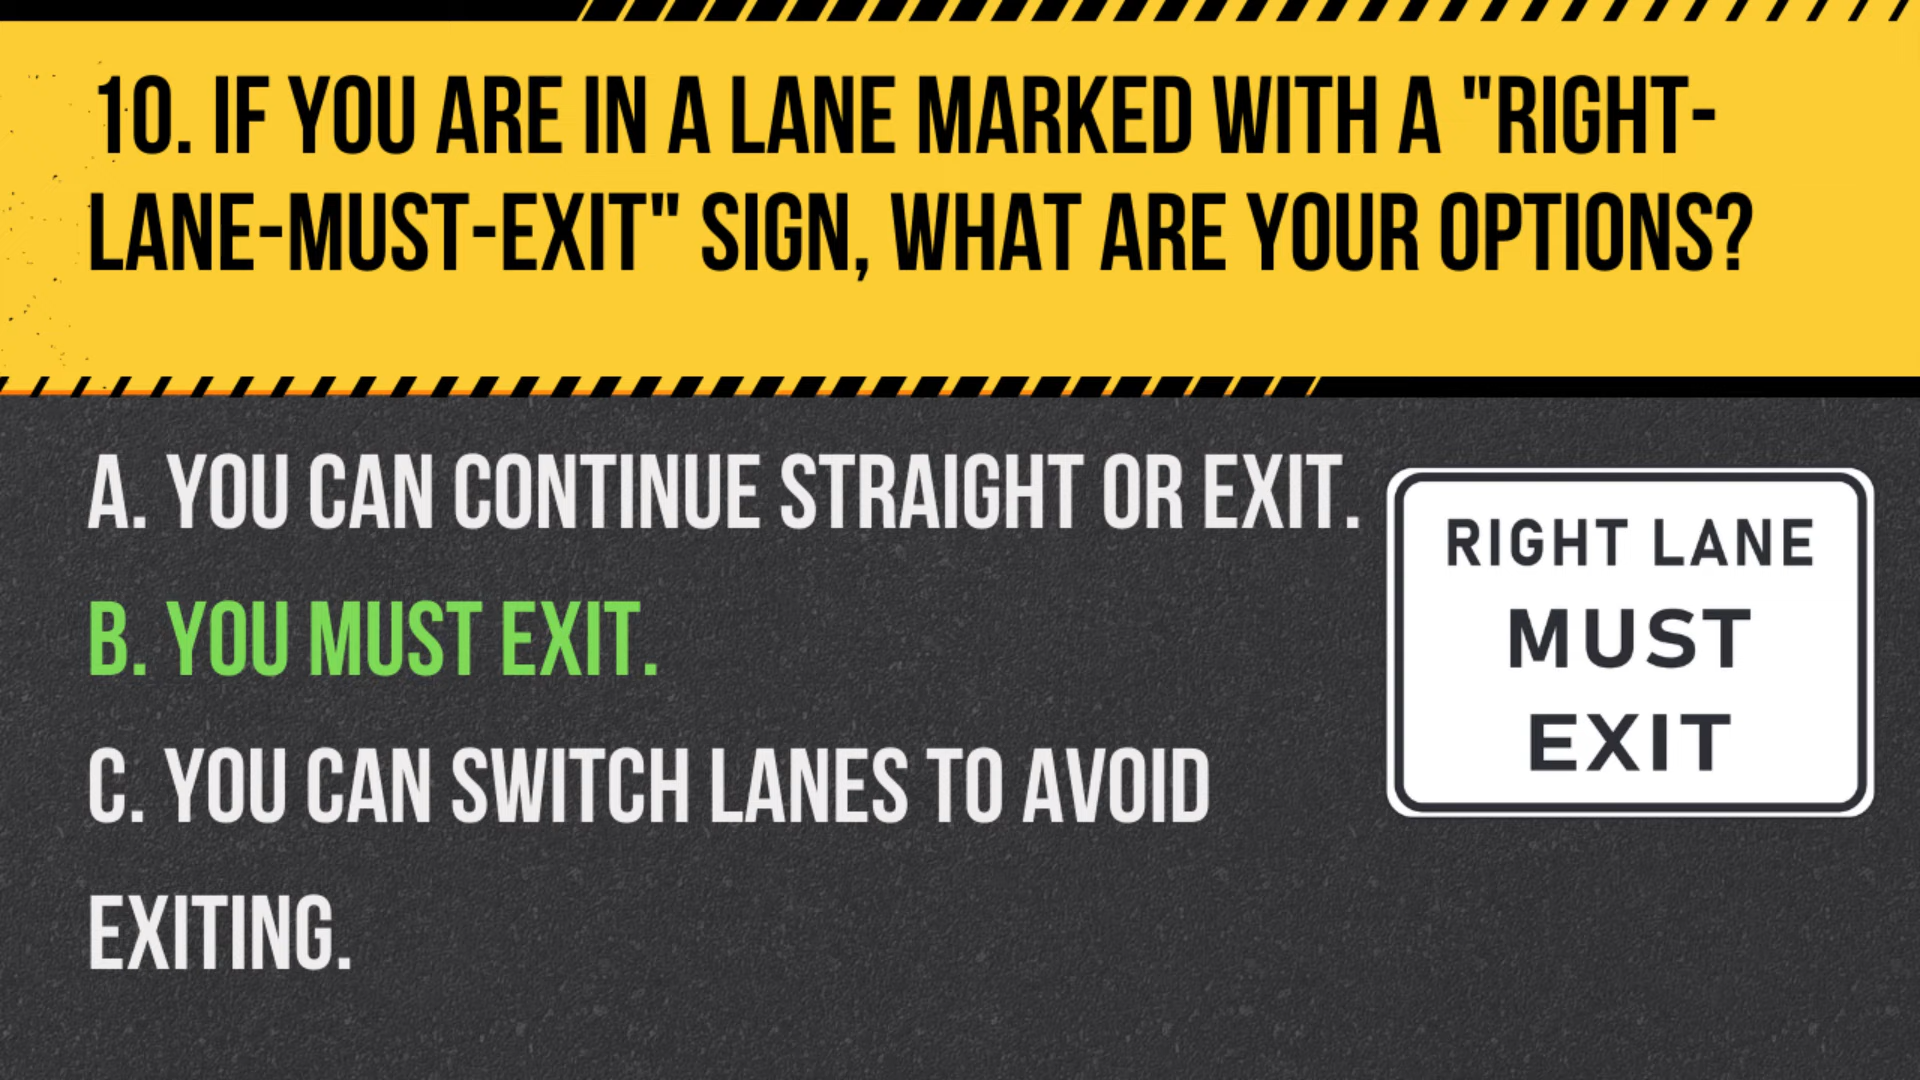 10. IF YOU ARE IN A LANE MARKED WITH A "RIGHT-
LANE-MUST-EXIT" SIGN, WHAT ARE YOUR OPTIONS?
A. YOU CAN CONTINUE STRAIGHT OR EXIT.
B. YOU MUST EXIT.
C. YOU CAN SWITCH LANES TO AVOID
EXITING.
RIGHT LANE
MUST
EXIT